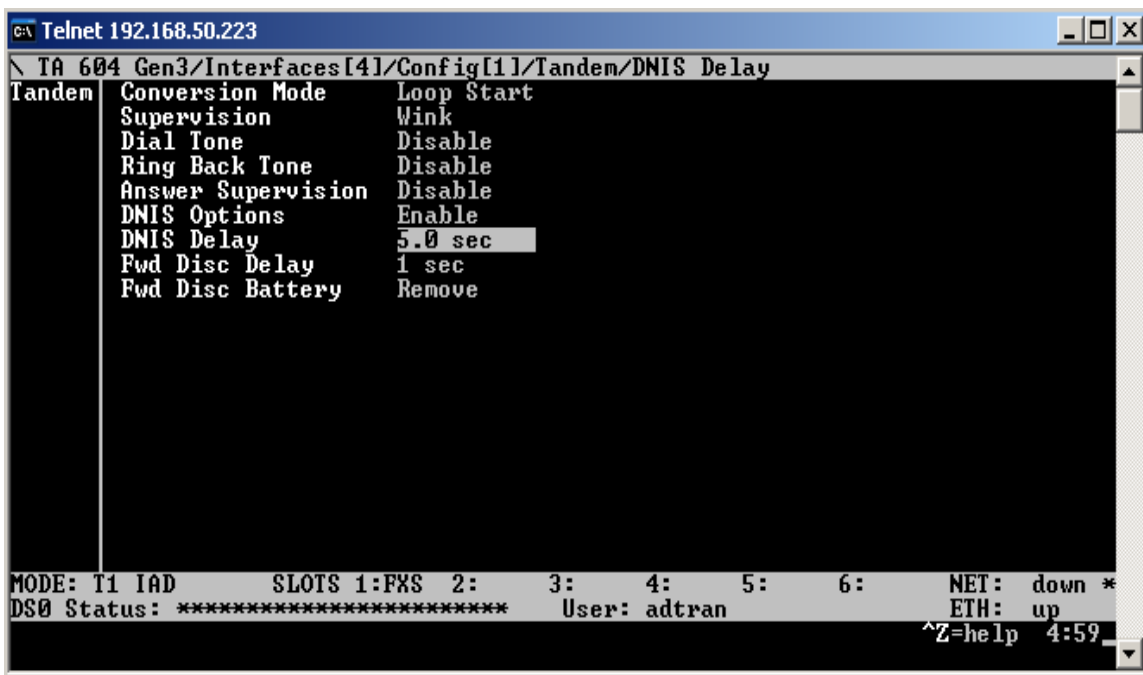 Telnet 192.168.50.223
\ TA 604 Gen3/Interfaces[4]/Config[1]/Tandem/DNIS Delay
Tandem Conversion Mode Loop Start
Supervision Wink
Dial Tone Disable
Ring Back Tone Disable
Answer Supervision Disable
DNIS Options Enable
DNIS Delay 5.0 sec
Fwd Disc Delay 1 sec
Fwd Disc Battery Remove
MODE: T1 IAD SLOTS 1:FXS 2: 3: 4: 5: 6: NET: down *
DS0 Status: ************************ User: adtran ETH: up
^Z=help 4:59_